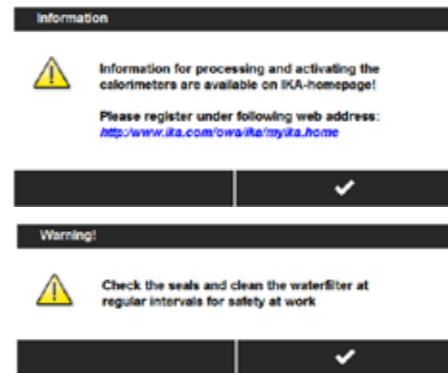 Information
Information for processing and activating the
calorimeters are available on IKA-homepage!
Please register under following web address:
http://www.ika.com/owa/ika/myika.home
Warning!
Check the seals and clean the waterfilter at
regular intervals for safety at work